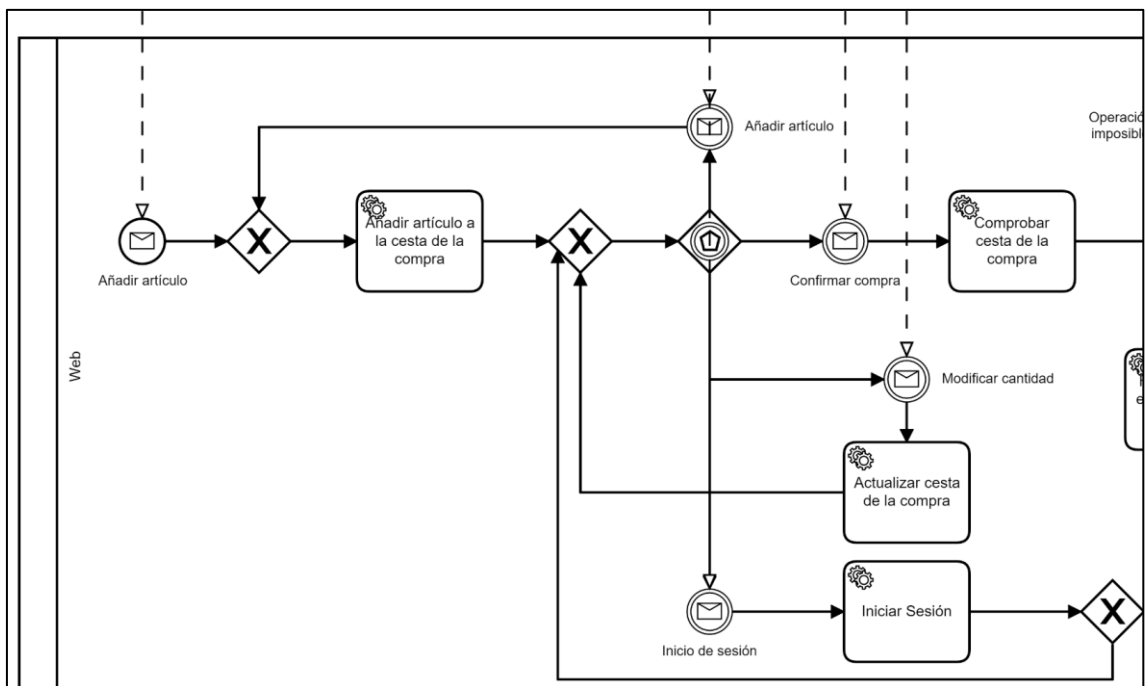 Añadir artículo
Operació
imposibl
Añadir artículo a
la cesta de la
compra
Comprobar
cesta de la
compra
Añadir artículo
Confirmar compra
Web
Modificar cantidad
e
Actualizar cesta
de la compra
Iniciar Sesión
Inicio de sesión